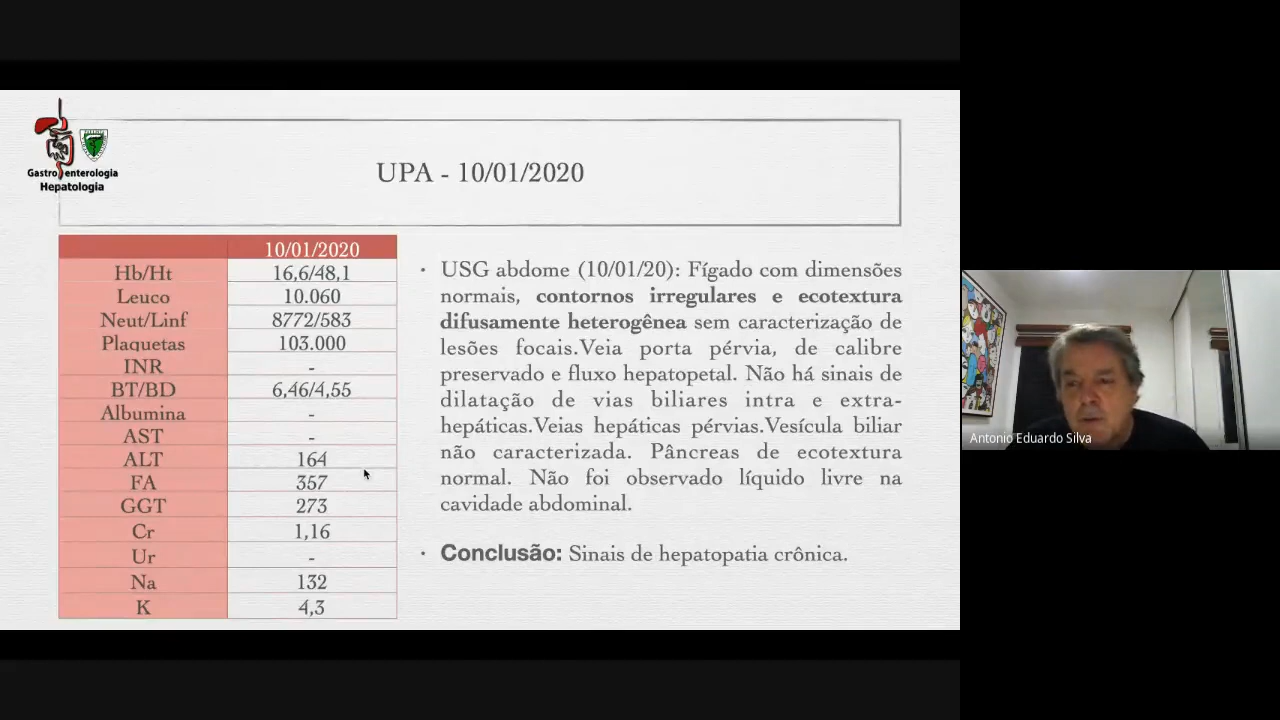 Gastroenterologia
Hepatologia
UPA - 10/01/2020
10/01/2020
Hb/Ht 16,6/48,1
Leuco 10.060
Neut/Linf 8772/583
Plaquetas 103.000
INR -
BT/BD 6,46/4,55
Albumina -
AST -
ALT 164
FA 357
GGT 273
Cr 1,16
Ur -
Na 132
K 4,3
• USG abdome (10/01/20): Fígado com dimensões
normais, contornos irregulares e ecotextura
difusamente heterogênea sem caracterização de
lesões focais.Veia porta pérvia, de calibre
preservado e fluxo hepatopetal. Não há sinais de
dilatação de vias biliares intra e extra-
hepáticas.Veias hepáticas pérvias.Vesícula biliar
não caracterizada. Pâncreas de ecotextura
normal. Não foi observado líquido livre na
cavidade abdominal.
• Conclusão: Sinais de hepatopatia crônica.
Antonio Eduardo Silva